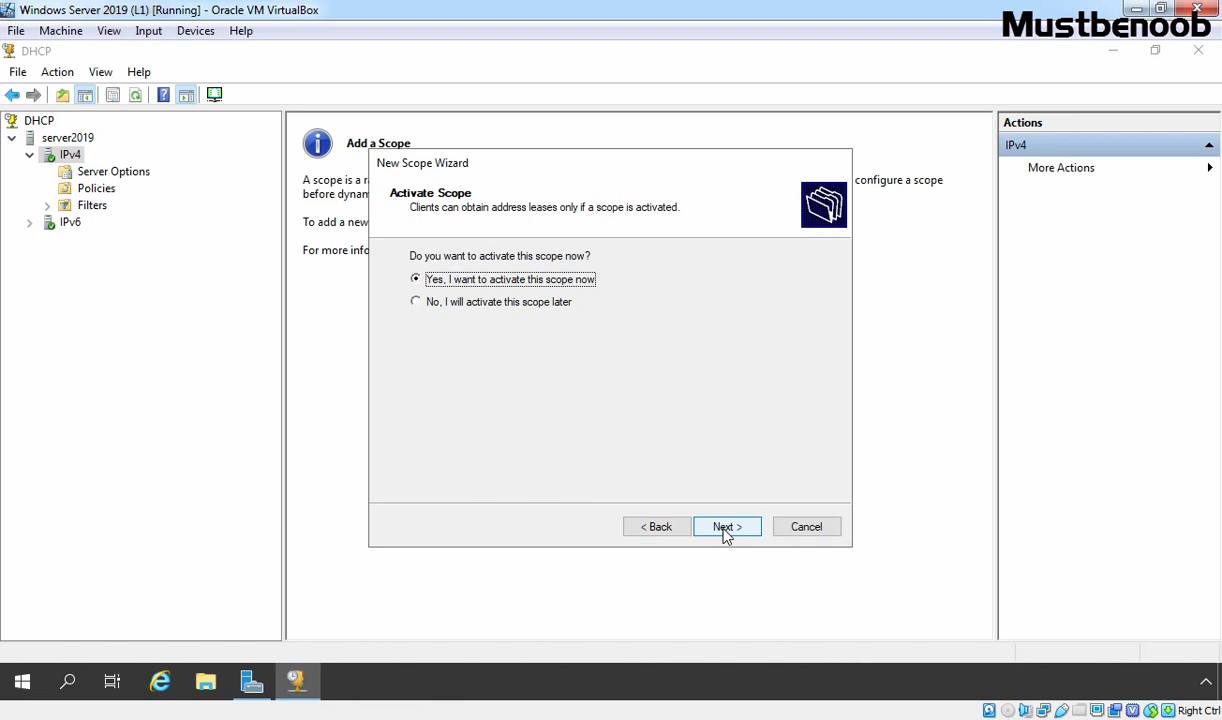 Windows Server 2019 (L1) [Running] - Oracle VM VirtualBox
Mustbenoob
File Machine View Input Devices Help
DHCP
File Action View Help
DHCP
server2019
IPv4
Server Options
Policies
Filters
IPv6
Add a Scope
A scope is a r
configure a scope
before dynam
To add a new
For more info
New Scope Wizard
Activate Scope
Clients can obtain address leases only if a scope is activated.
Do you want to activate this scope now?
Yes, I want to activate this scope now
No, I will activate this scope later
< Back
Next >
Cancel
Actions
IPv4
More Actions
Right Ctrl